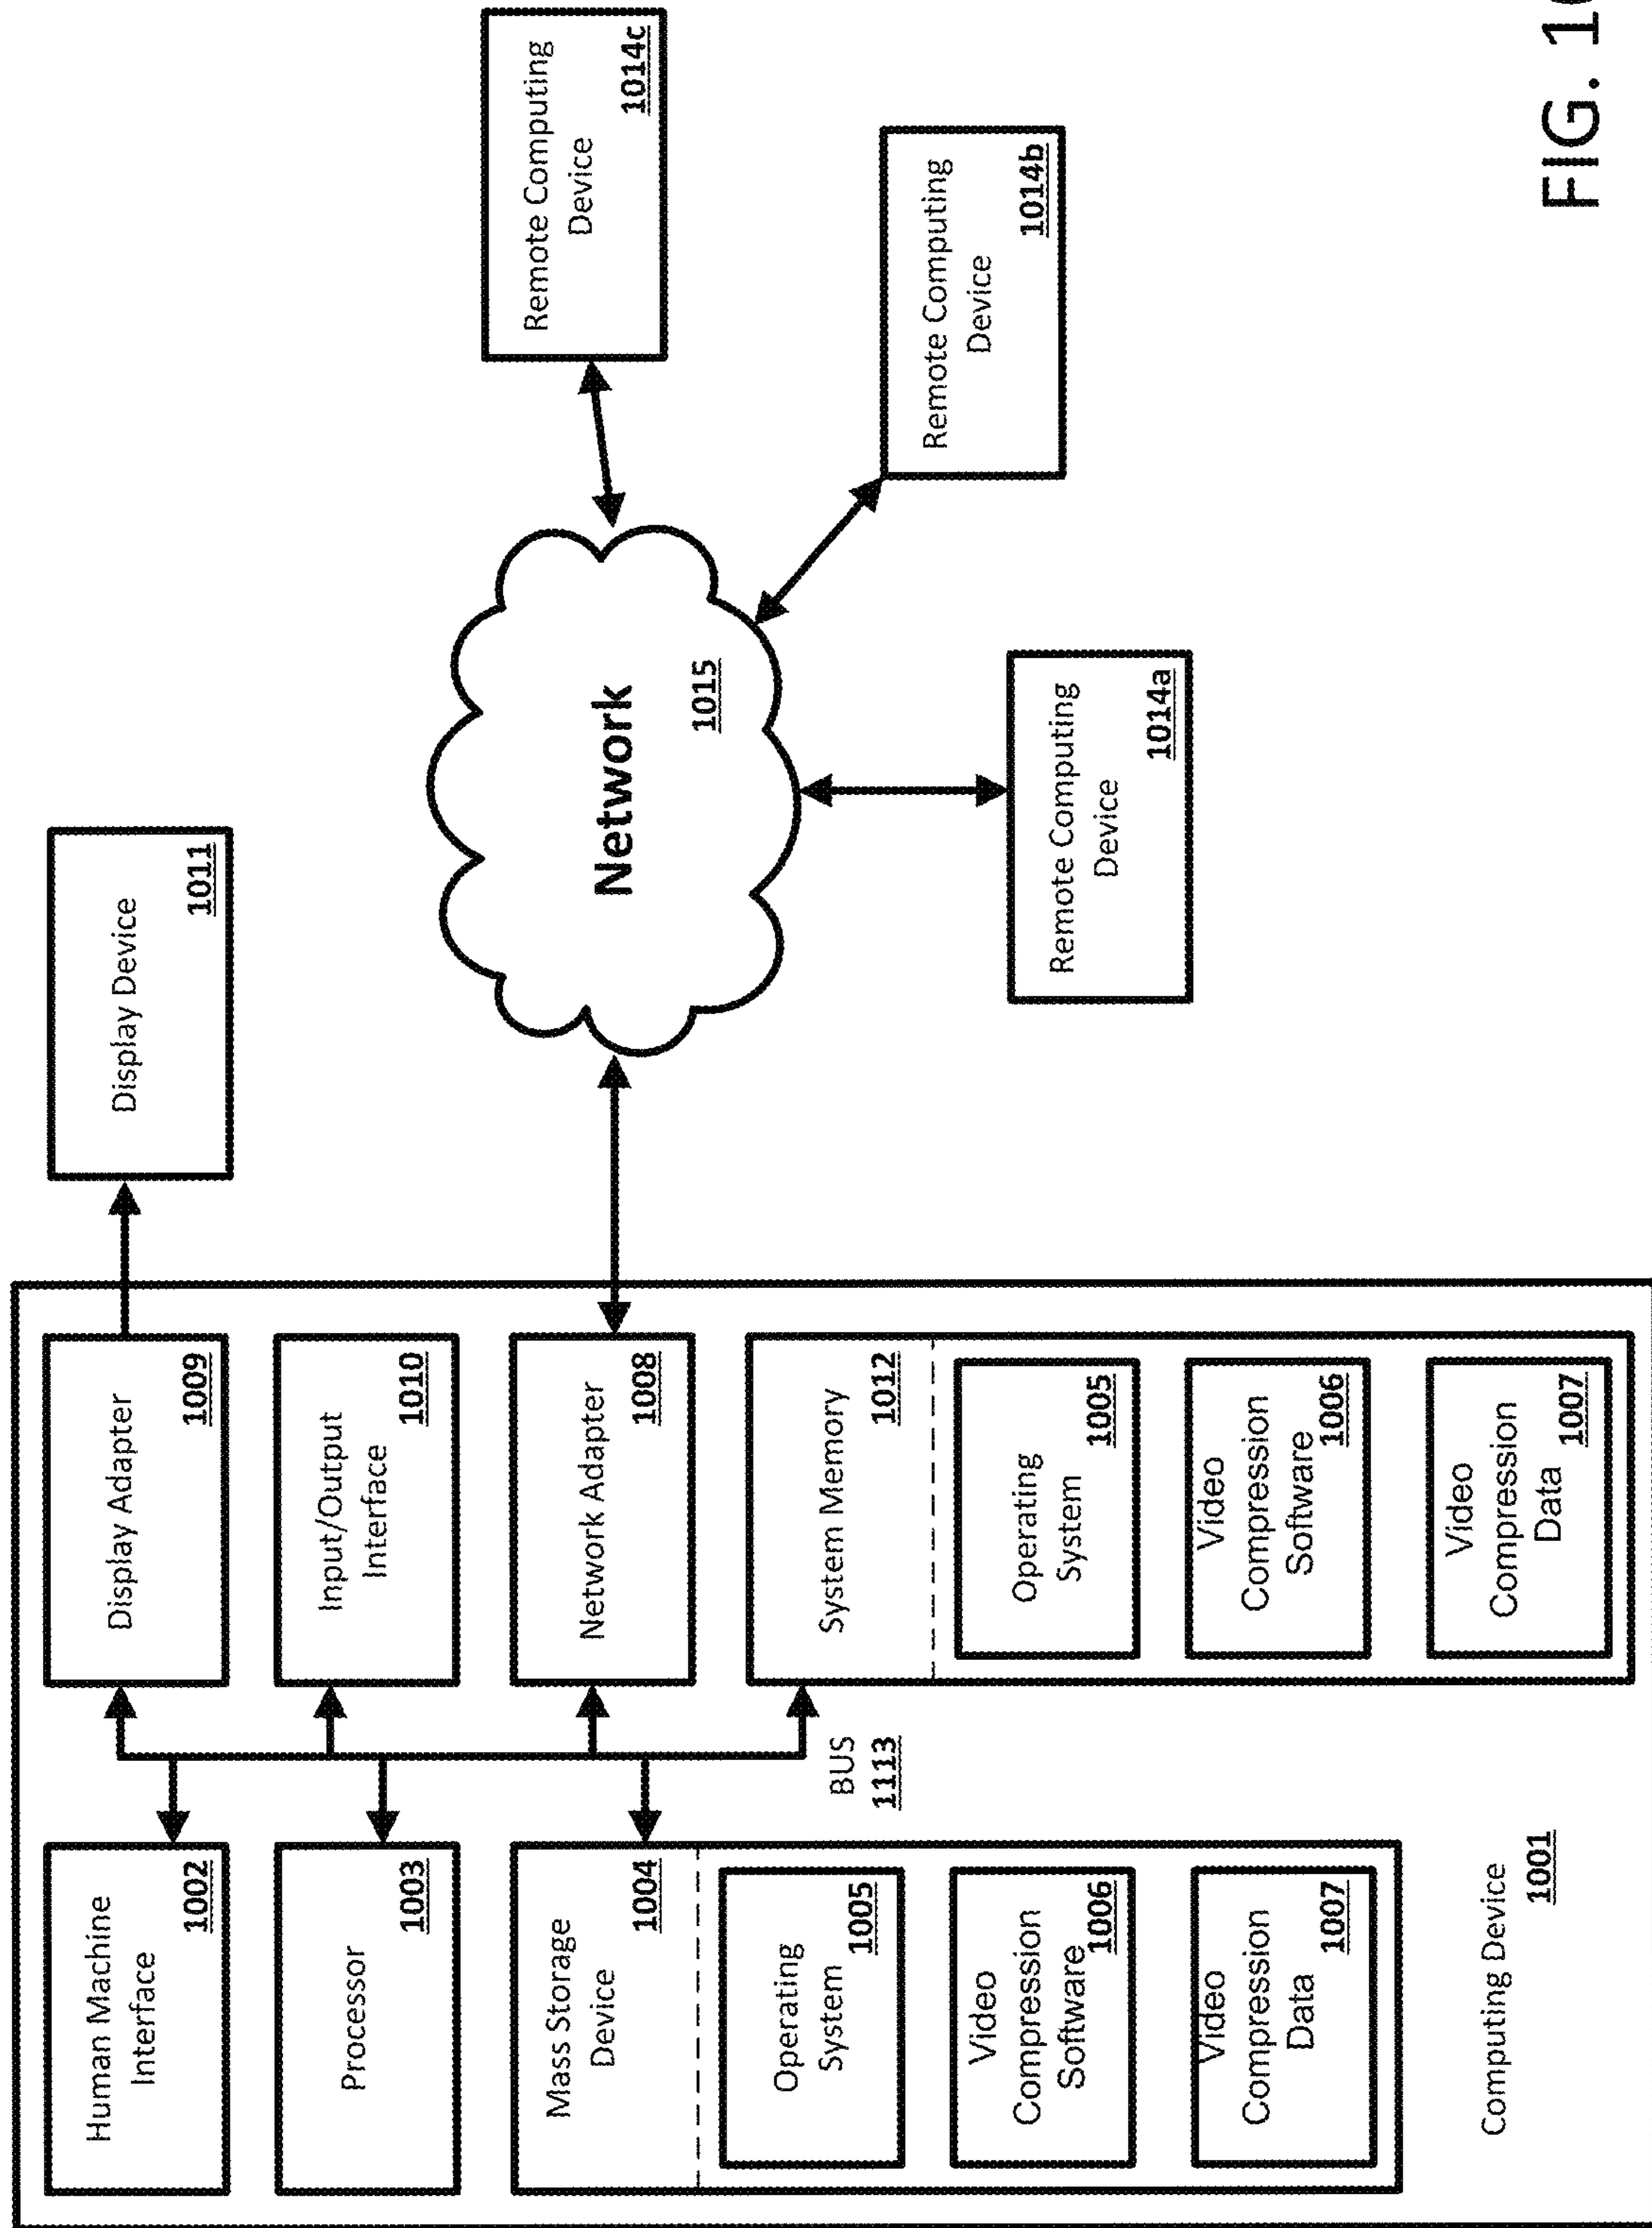 Human Machine
Interface
1002
Processor
1003
Mass Storage
Device
1004
Operating
System
1005
Video
Compression
Software
1006
Video
Compression
Data
1007
Computing Device
1001
BUS
1113
Display Adapter
1009
Input/Output
Interface
1010
Network Adapter
1008
System Memory
1012
Operating
System
1005
Video
Compression
Software
1006
Video
Compression
Data
1007
Display Device
1011
Network
1015
Remote Computing
Device
1014a
Remote Computing
Device
1014b
Remote Computing
Device
1014c
FIG. 10